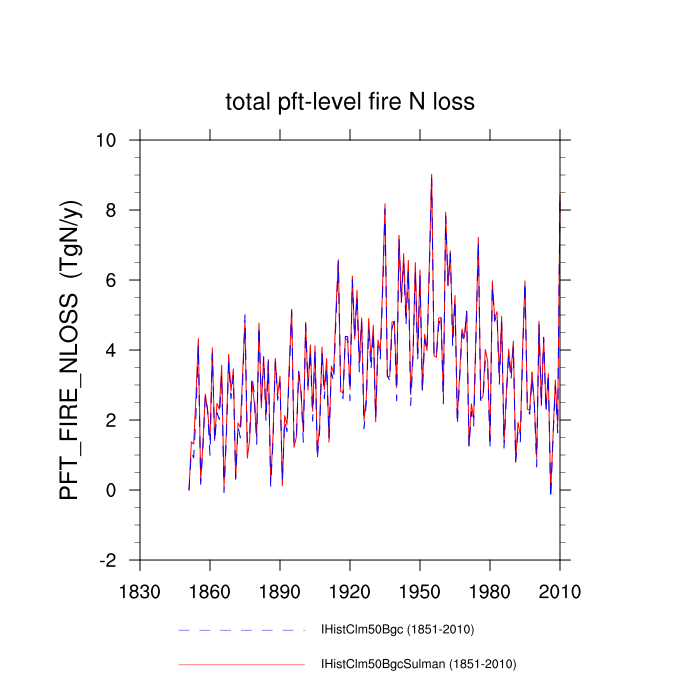 total pft-level fire N loss
PFT_FIRE_NLOSS (TgN/y)
10
8
6
4
2
0
-2
1830 1860 1890 1920 1950 1980 2010
IHistClm50Bgc (1851-2010)
IHistClm50BgcSulman (1851-2010)